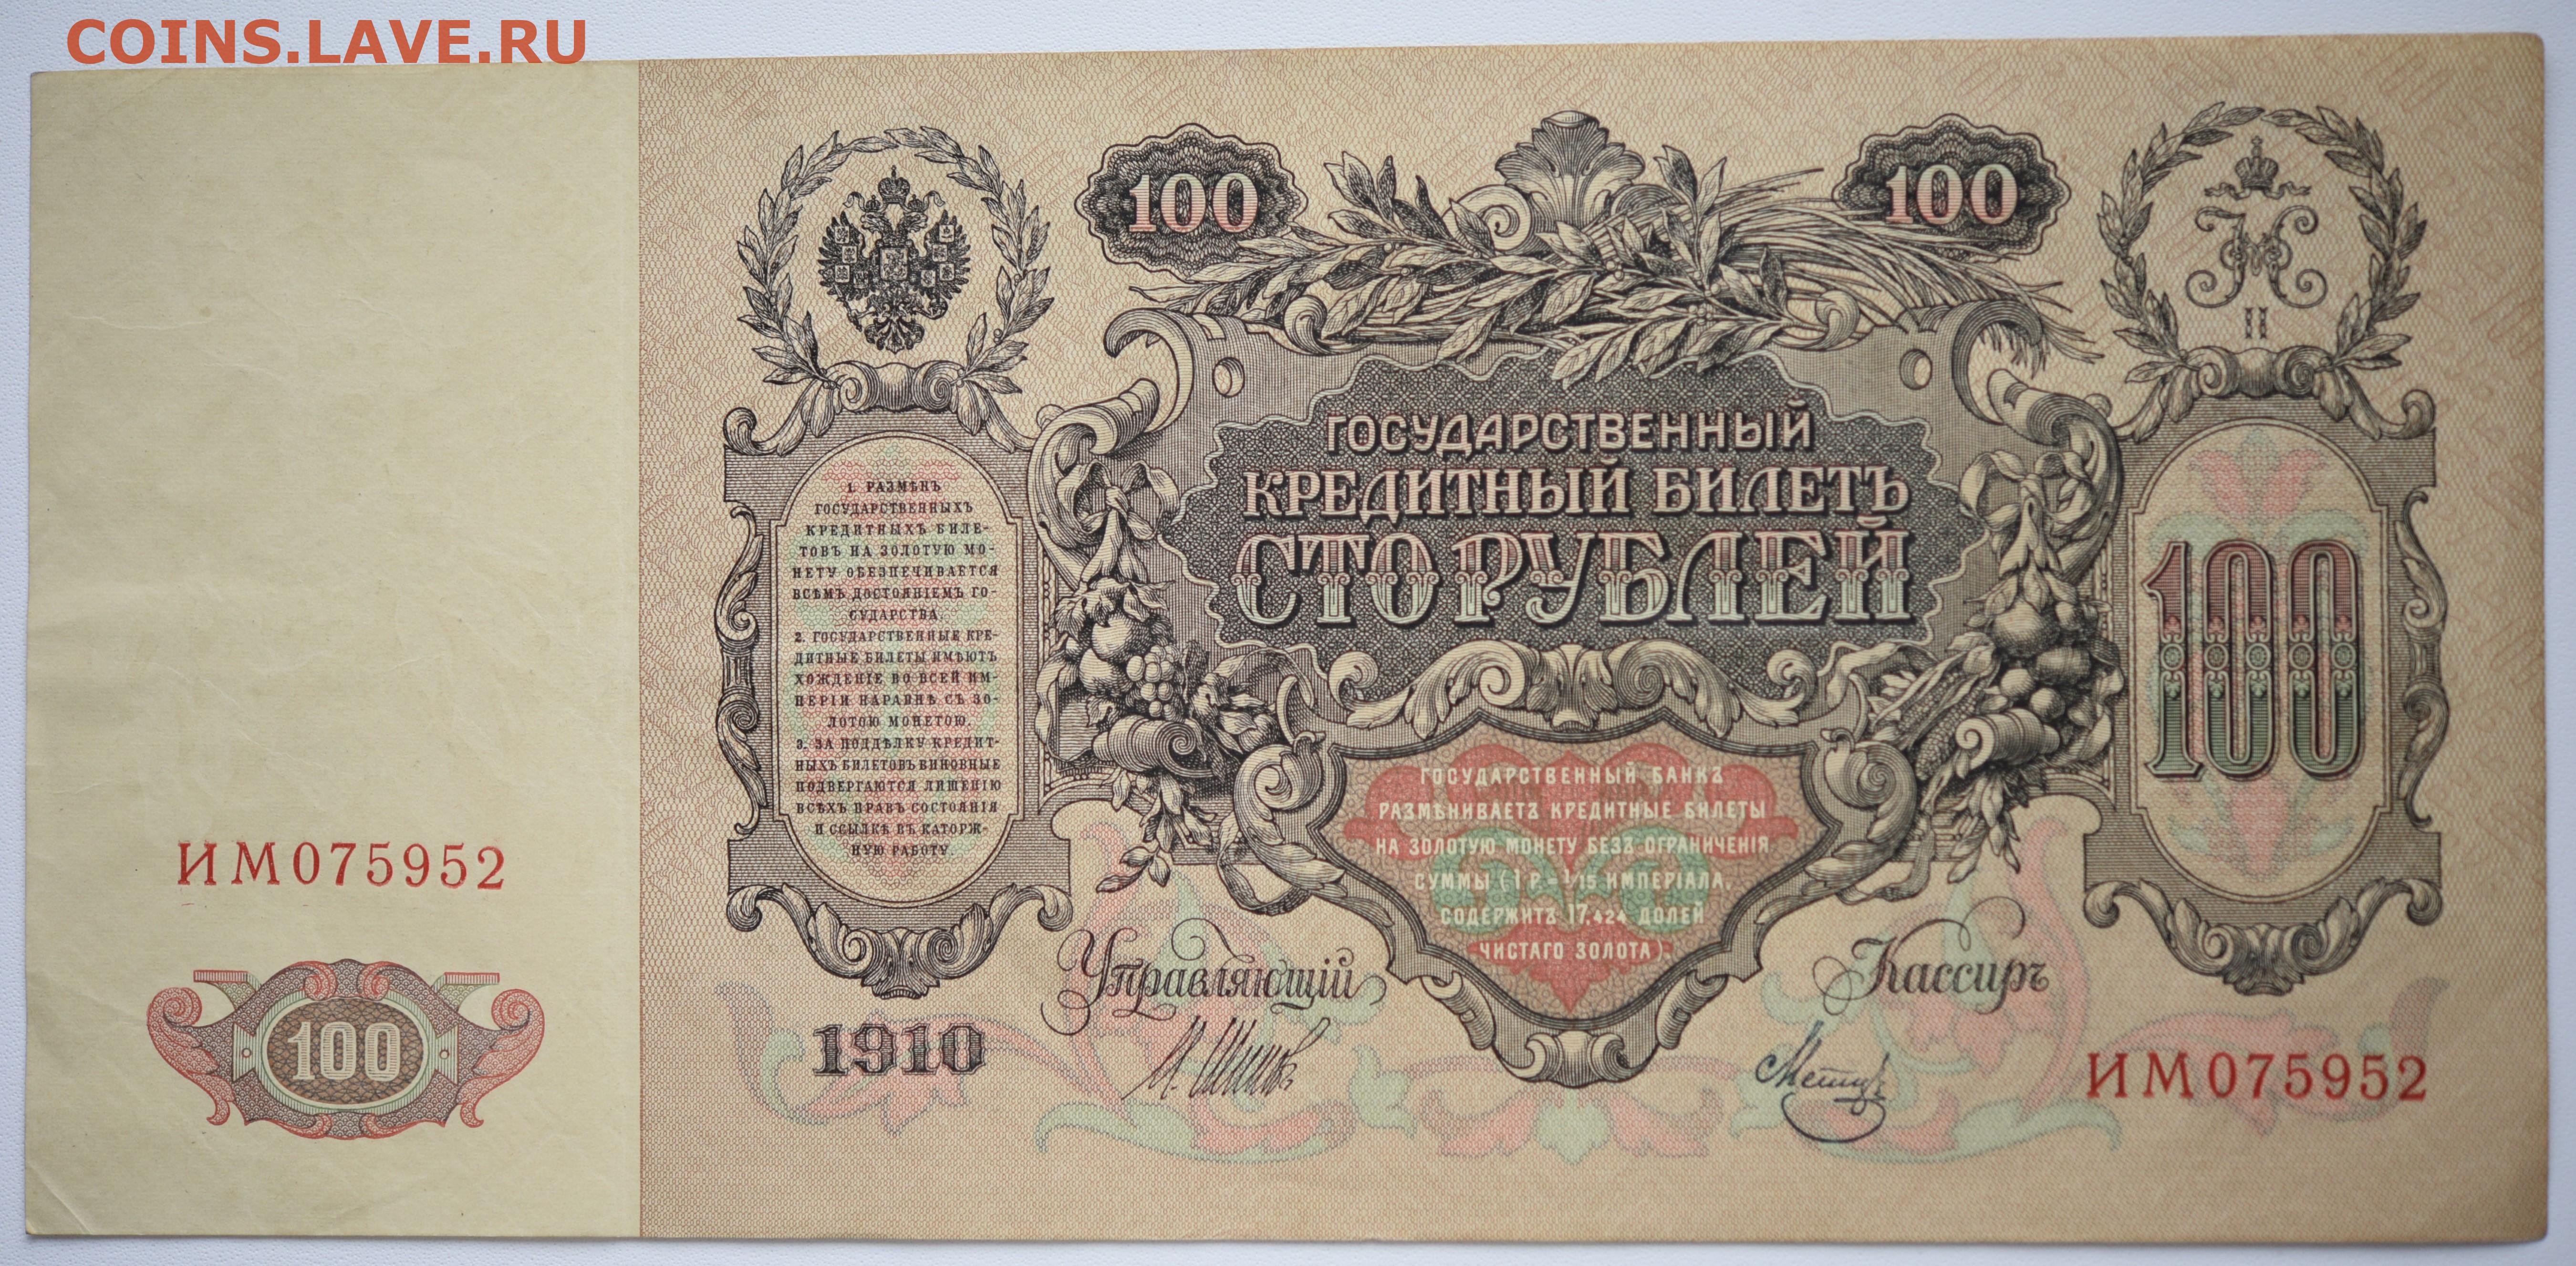 COINS.LAVE.RU
100
100
Н
II
ГОСУДАРСТВЕННЫЙ
КРЕДИТНЫЙ БИЛЕТЪ
СТО РУБЛЕЙ
1. РАЗМѢНЪ
ГОСУДАРСТВЕННЫХЪ
КРЕДИТНЫХЪ БИЛЕ-
ТОВЪ НА ЗОЛОТУЮ МО-
НЕТУ ОБЕЗПЕЧИВАЕТСЯ
ВСѢМЪ ДОСТОЯНІЕМЪ ГО-
СУДАРСТВА.
2. ГОСУДАРСТВЕННЫЕ КРЕ-
ДИТНЫЕ БИЛЕТЫ ИМѢЮТЪ
ХОЖДЕНІЕ ВО ВСЕЙ ИМ-
ПЕРІИ НАРАВНѢ СЪ ЗО-
ЛОТОЮ МОНЕТОЮ.
3. ЗА ПОДДѢЛКУ КРЕДИТ-
НЫХЪ БИЛЕТОВЪ ВИНОВНЫЕ
ПОДВЕРГАЮТСЯ ЛИШЕНІЮ
ВСѢХЪ ПРАВЪ СОСТОЯНІЯ
И ССЫЛКѢ ВЪ КАТОРЖ-
НУЮ РАБОТУ.
100
ГОСУДАРСТВЕННЫЙ БАНКЪ
РАЗМѢНИВАЕТЪ КРЕДИТНЫЕ БИЛЕТЫ
НА ЗОЛОТУЮ МОНЕТУ БЕЗЪ ОГРАНИЧЕНІЯ
СУММЫ (1 Р. = 1/15 ИМПЕРІАЛА,
СОДЕРЖИТЪ 17,424 ДОЛЕЙ
ЧИСТАГО ЗОЛОТА).
ИМ075952
100
Управляющій
И. Шипов
Кассиръ
1910
ИМ075952